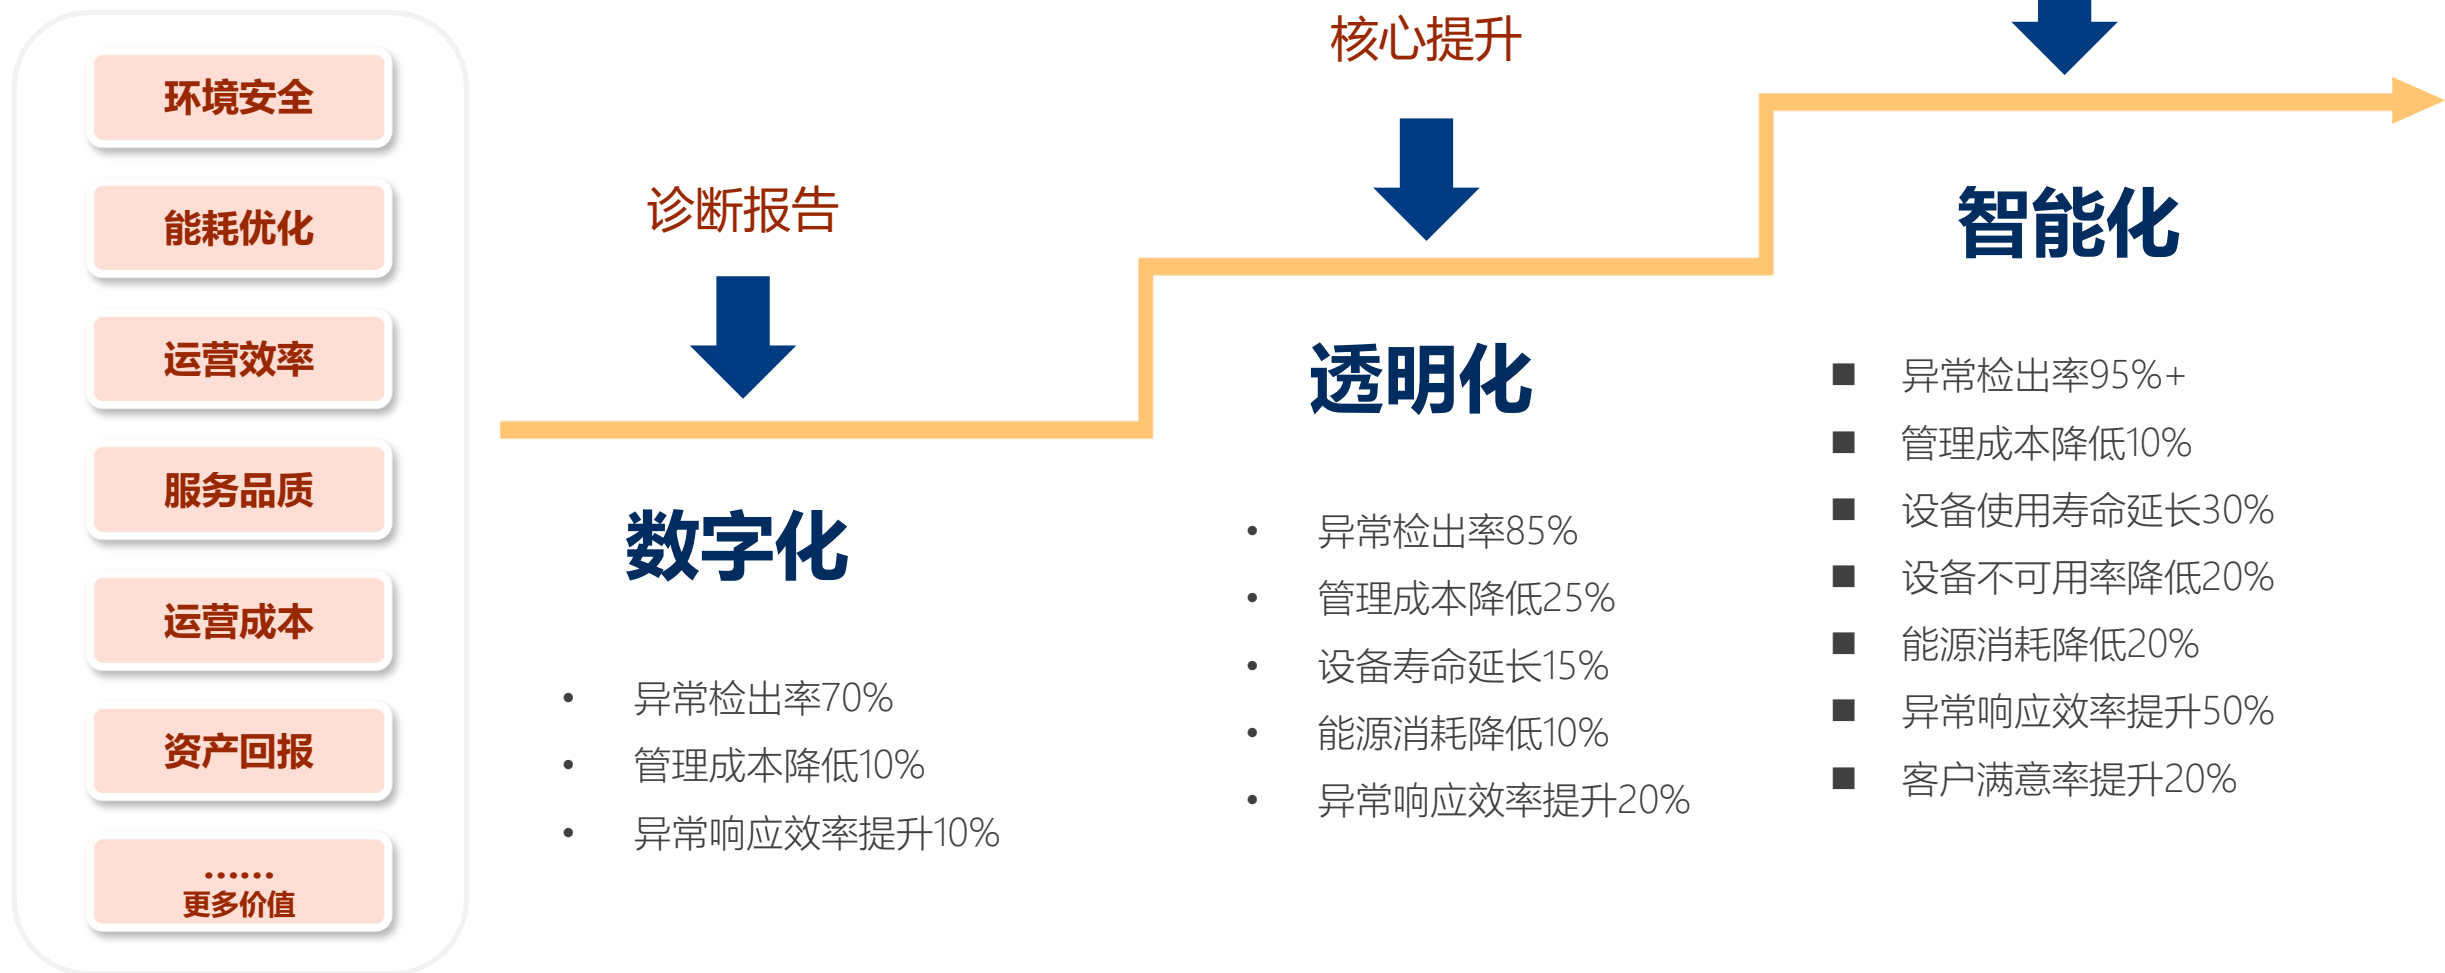 环境安全
能耗优化
运营效率
服务品质
运营成本
资产回报
……
更多价值
诊断报告
数字化
• 异常检出率70%
• 管理成本降低10%
• 异常响应效率提升10%
核心提升
透明化
• 异常检出率85%
• 管理成本降低25%
• 设备寿命延长15%
• 能源消耗降低10%
• 异常响应效率提升20%
智能化
■ 异常检出率95%+
■ 管理成本降低10%
■ 设备使用寿命延长30%
■ 设备不可用率降低20%
■ 能源消耗降低20%
■ 异常响应效率提升50%
■ 客户满意率提升20%